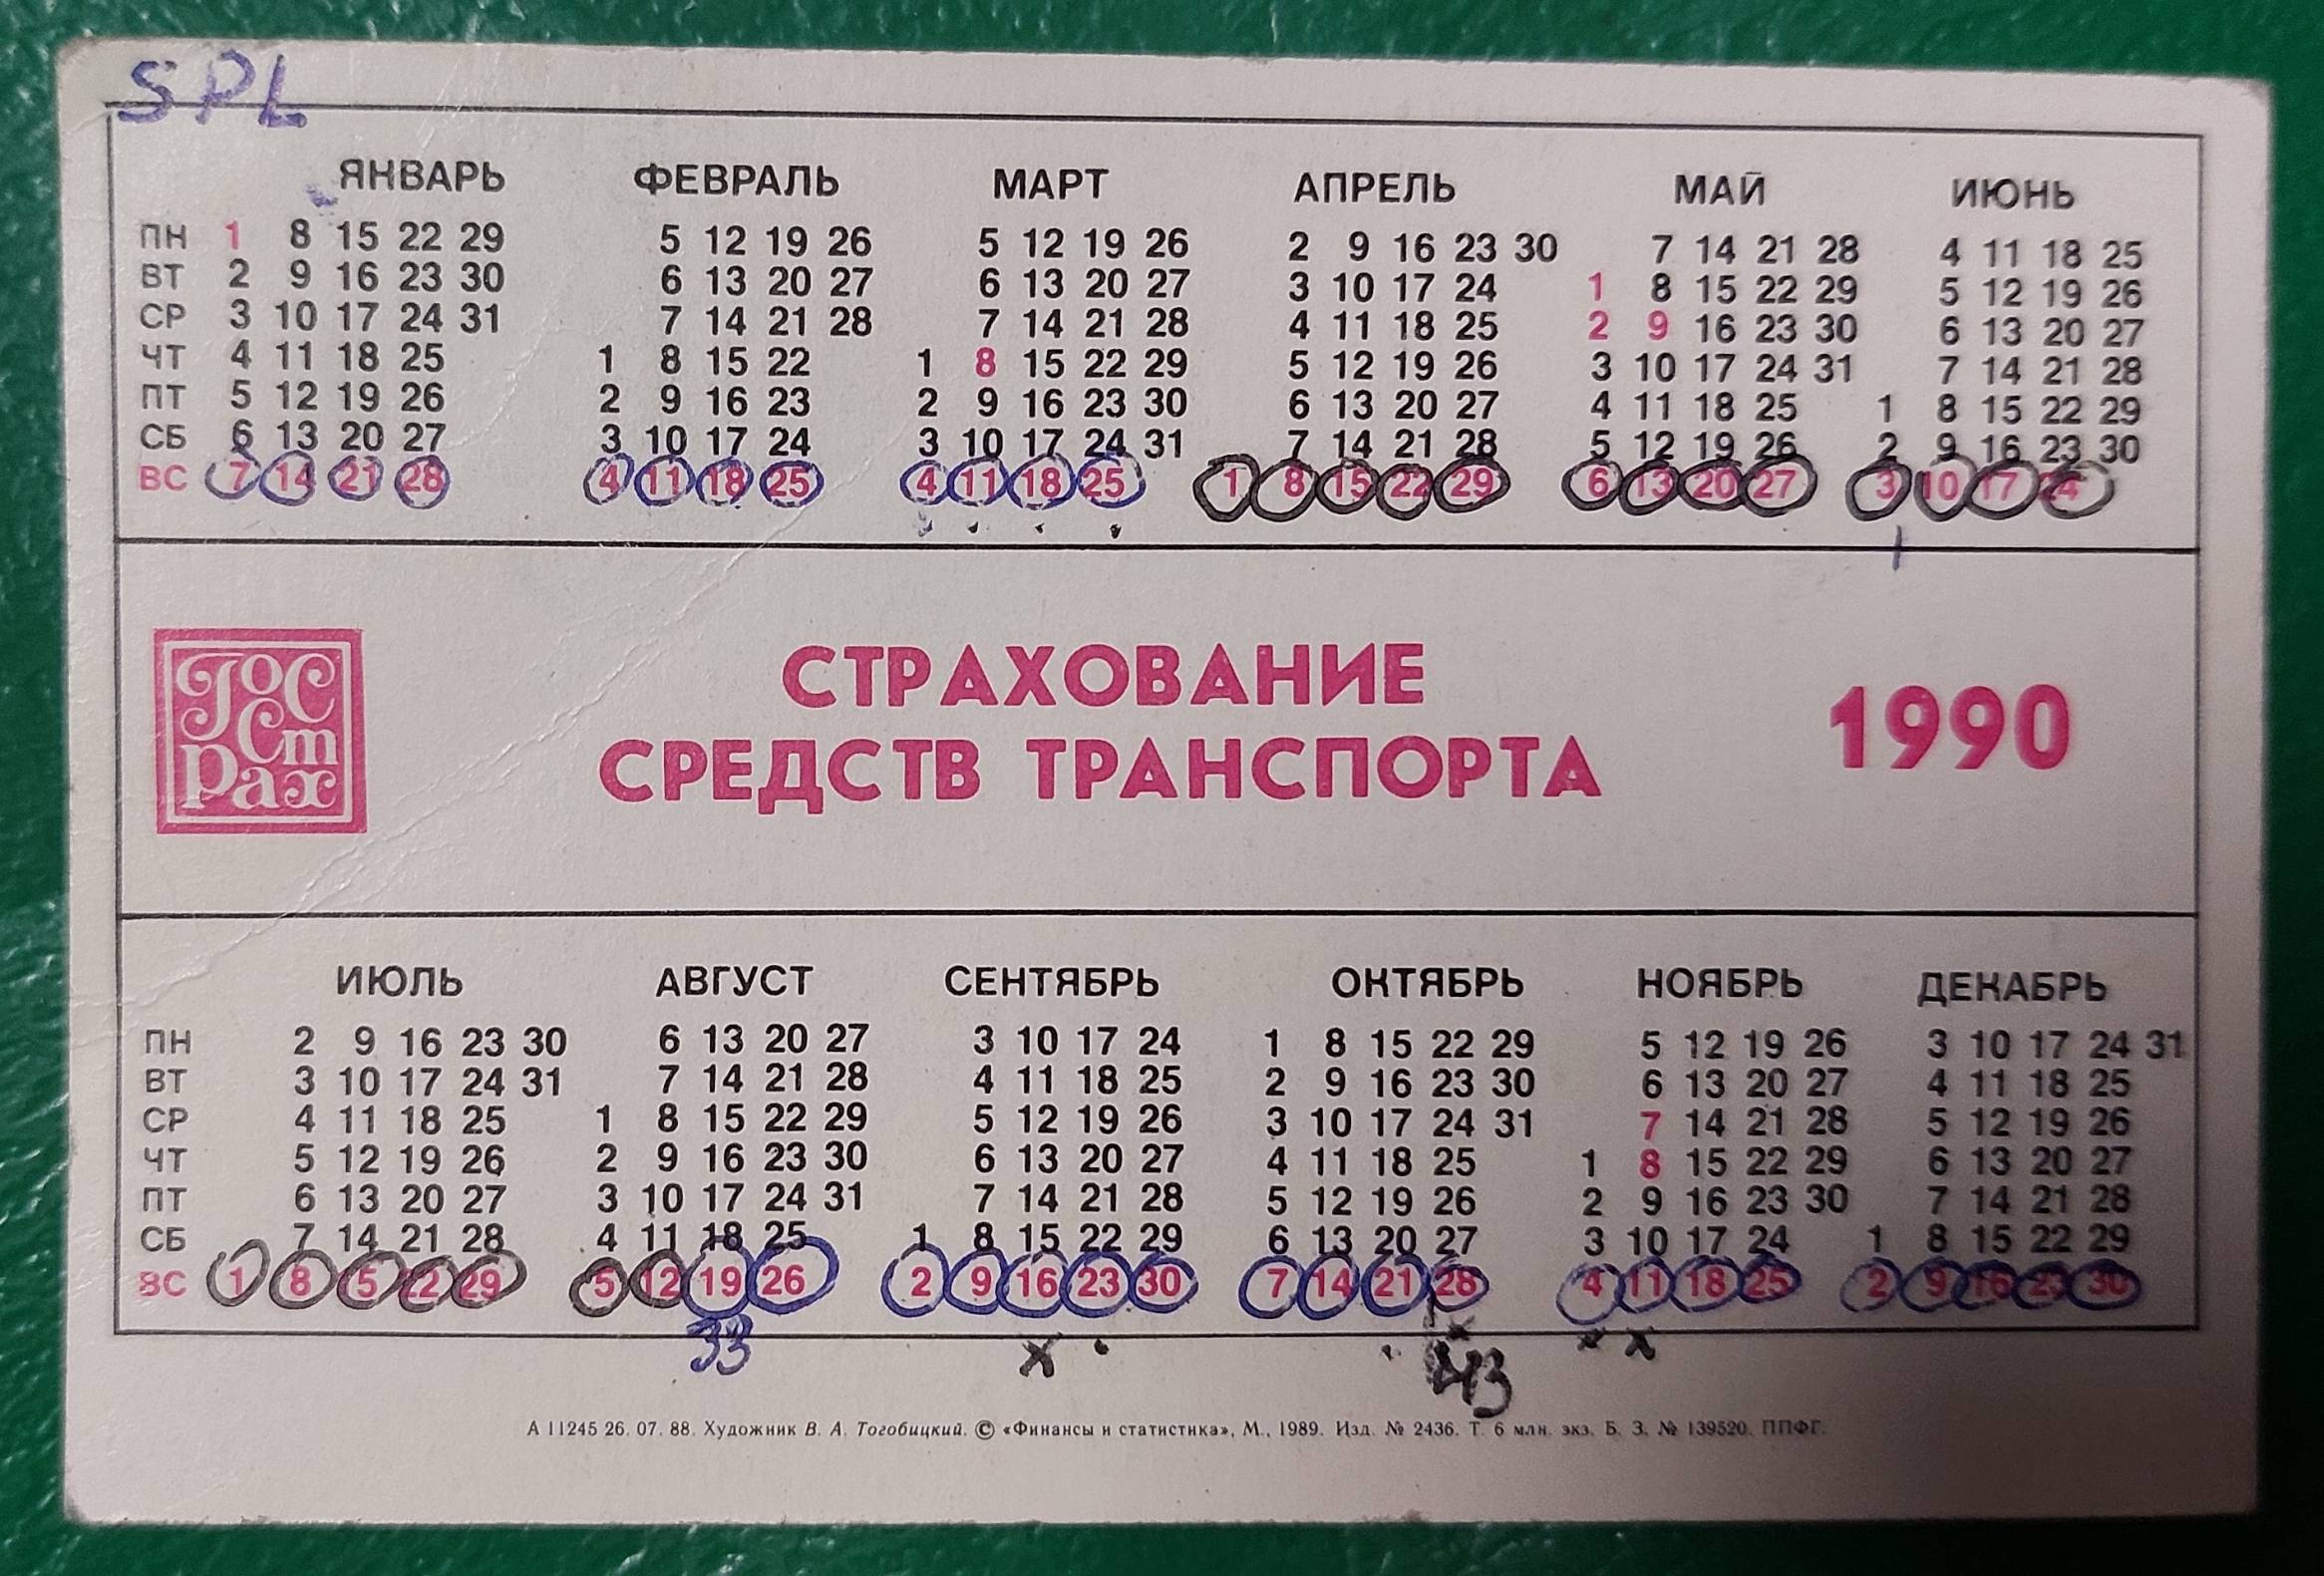 SPL
ЯНВАРЬ ФЕВРАЛЬ МАРТ АПРЕЛЬ МАЙ ИЮНЬ
ПН 1 8 15 22 29 5 12 19 26 5 12 19 26 2 9 16 23 30 7 14 21 28 4 11 18 25
ВТ 2 9 16 23 30 6 13 20 27 6 13 20 27 3 10 17 24 1 8 15 22 29 5 12 19 26
СР 3 10 17 24 31 7 14 21 28 7 14 21 28 4 11 18 25 2 9 16 23 30 6 13 20 27
ЧТ 4 11 18 25 1 8 15 22 1 8 15 22 29 5 12 19 26 3 10 17 24 31 7 14 21 28
ПТ 5 12 19 26 2 9 16 23 2 9 16 23 30 6 13 20 27 4 11 18 25 1 8 15 22 29
СБ 6 13 20 27 3 10 17 24 3 10 17 24 31 7 14 21 28 5 12 19 26 2 9 16 23 30
ВС 7 14 21 28 4 11 18 25 4 11 18 25 1 8 15 22 29 6 13 20 27 3 10 17 24
Госстрах
СТРАХОВАНИЕ
СРЕДСТВ ТРАНСПОРТА
1990
ИЮЛЬ АВГУСТ СЕНТЯБРЬ ОКТЯБРЬ НОЯБРЬ ДЕКАБРЬ
ПН 2 9 16 23 30 6 13 20 27 3 10 17 24 1 8 15 22 29 5 12 19 26 3 10 17 24 31
ВТ 3 10 17 24 31 7 14 21 28 4 11 18 25 2 9 16 23 30 6 13 20 27 4 11 18 25
СР 4 11 18 25 1 8 15 22 29 5 12 19 26 3 10 17 24 31 7 14 21 28 5 12 19 26
ЧТ 5 12 19 26 2 9 16 23 30 6 13 20 27 4 11 18 25 1 8 15 22 29 6 13 20 27
ПТ 6 13 20 27 3 10 17 24 31 7 14 21 28 5 12 19 26 2 9 16 23 30 7 14 21 28
СБ 7 14 21 28 4 11 18 25 1 8 15 22 29 6 13 20 27 3 10 17 24 1 8 15 22 29
ВС 1 8 15 22 29 5 12 19 26 2 9 16 23 30 7 14 21 28 4 11 18 25 2 9 16 23 30
33 x x x
А 11245 26. 07. 88. Художник В. А. Тогобицкий. © «Финансы и статистика», М., 1989. Изд. № 2436. Т. 6 млн. экз. Б. З. № 139520. ППФГ.